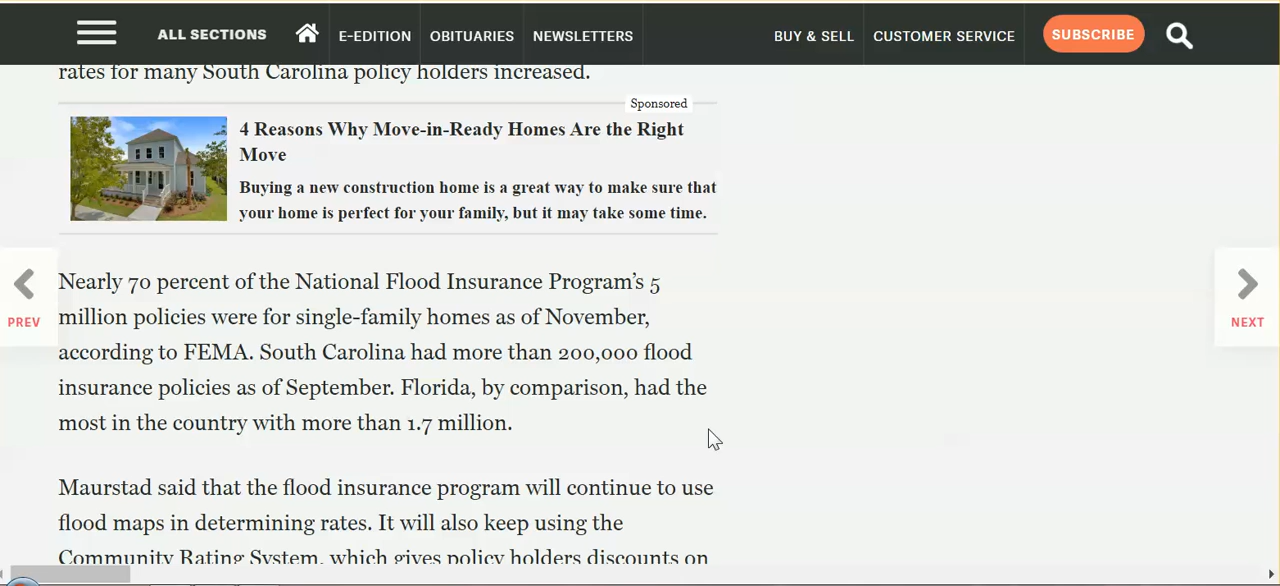 ALL SECTIONS E-EDITION OBITUARIES NEWSLETTERS BUY & SELL CUSTOMER SERVICE SUBSCRIBE
rates for many South Carolina policy holders increased.
Sponsored
4 Reasons Why Move-in-Ready Homes Are the Right
Move
Buying a new construction home is a great way to make sure that
your home is perfect for your family, but it may take some time.
Nearly 70 percent of the National Flood Insurance Program’s 5
million policies were for single-family homes as of November,
according to FEMA. South Carolina had more than 200,000 flood
insurance policies as of September. Florida, by comparison, had the
most in the country with more than 1.7 million.
PREV
NEXT
Maurstad said that the flood insurance program will continue to use
flood maps in determining rates. It will also keep using the
Community Rating System, which gives policy holders discounts on